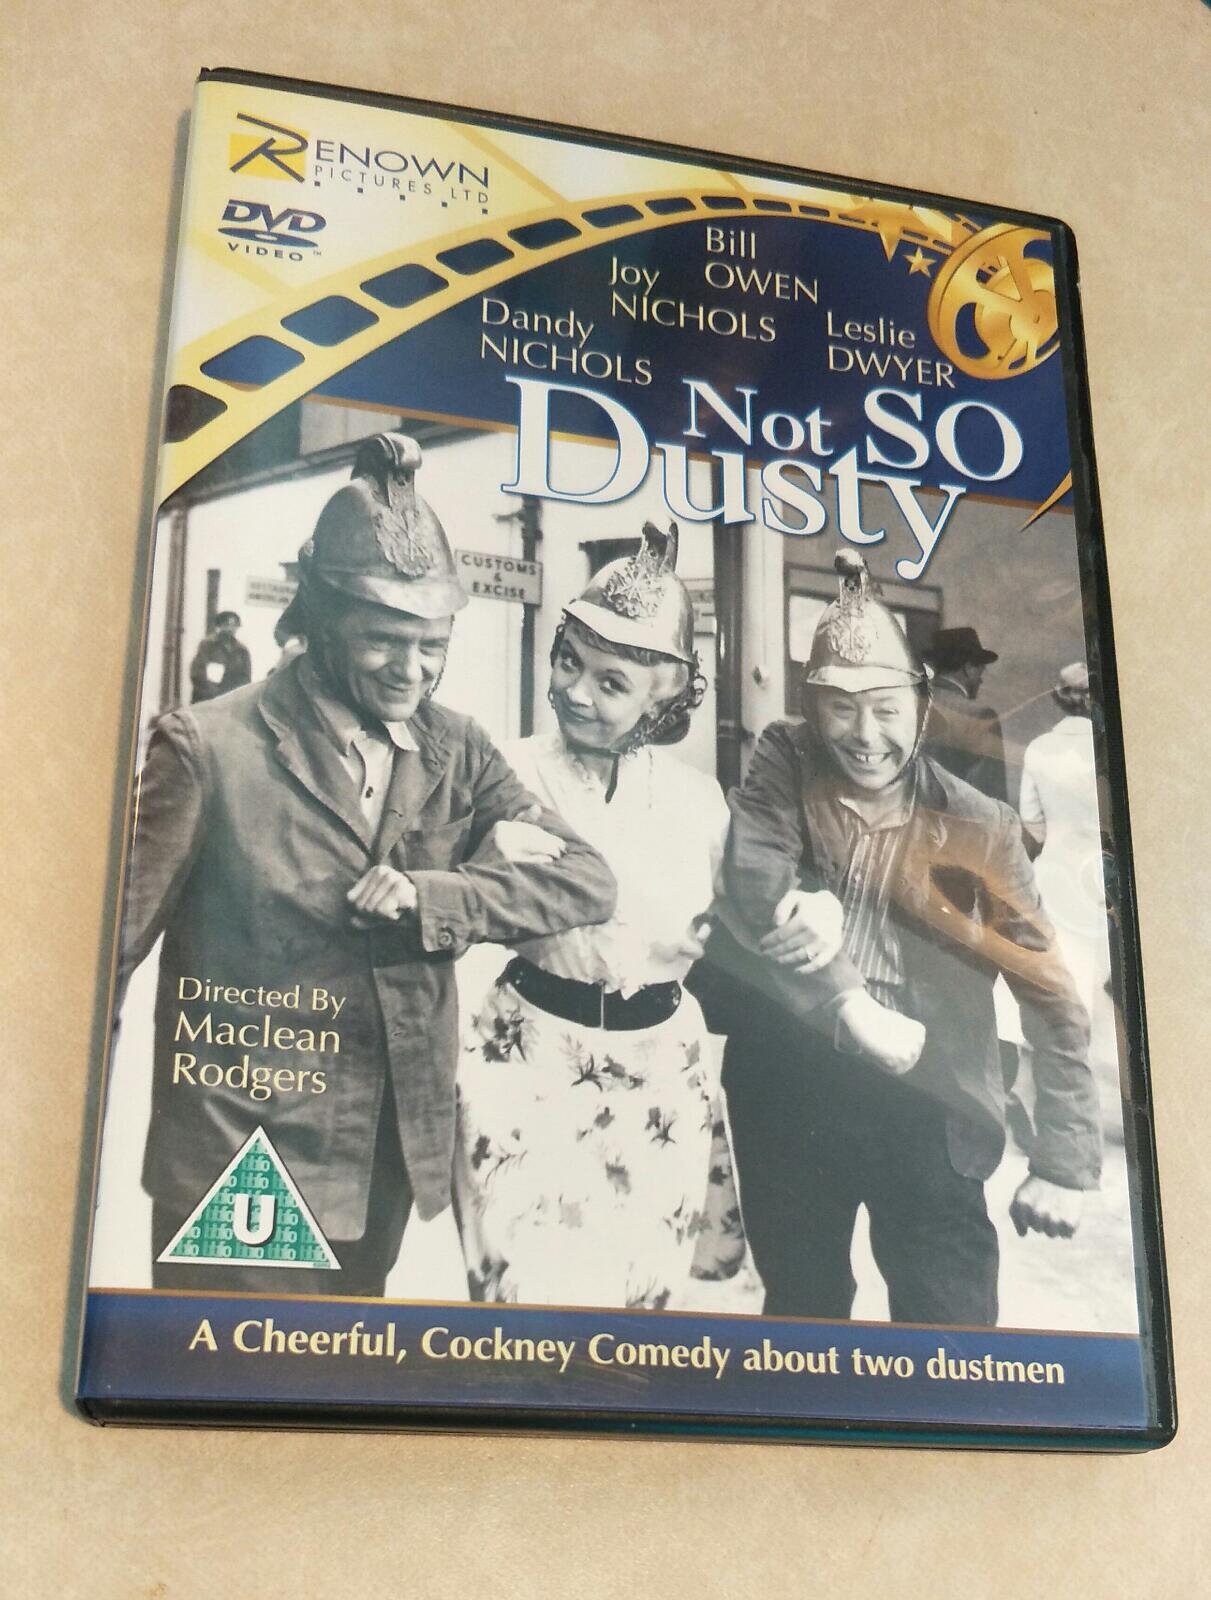 RENOWN
PICTURES LTD
DVD
VIDEO™
Bill
OWEN
Joy
NICHOLS
Dandy
NICHOLS
Leslie
DWYER
Not SO
Dusty
CUSTOMS
&
EXCISE
Directed By
Maclean
Rodgers
U
A Cheerful, Cockney Comedy about two dustmen